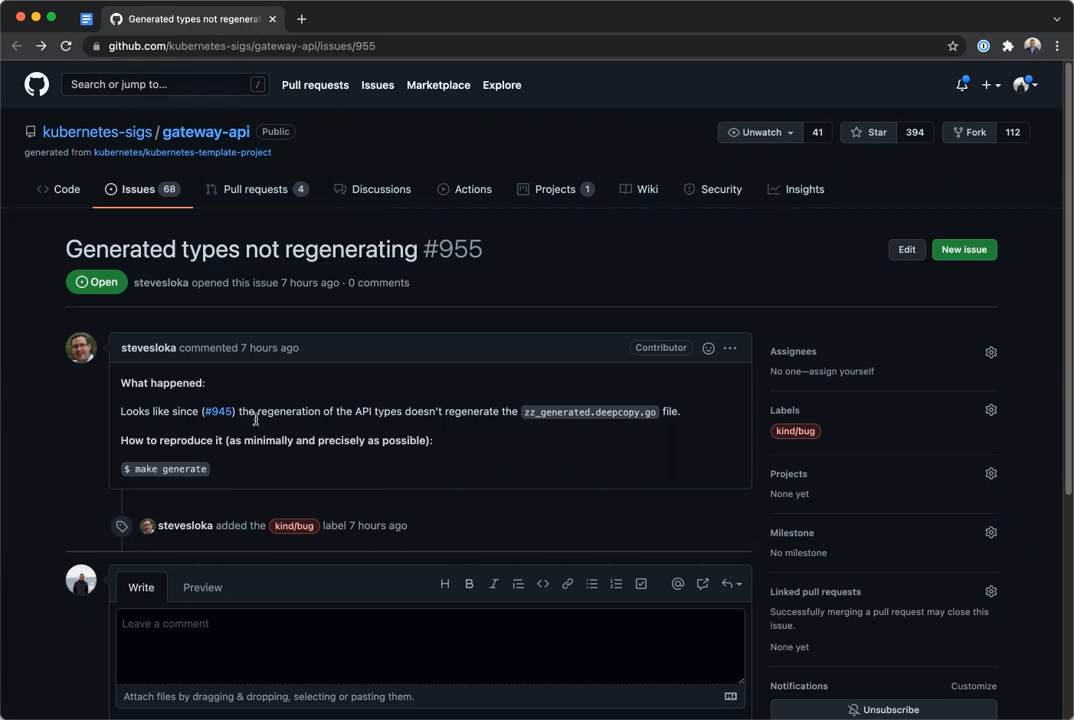 Generated types not regenerat
github.com/kubernetes-sigs/gateway-api/issues/955
Search or jump to... / Pull requests Issues Marketplace Explore
kubernetes-sigs / gateway-api Public Unwatch 41 Star 394 Fork 112
generated from kubernetes/kubernetes-template-project
Code Issues 68 Pull requests 4 Discussions Actions Projects 1 Wiki Security Insights
Generated types not regenerating #955 Edit New issue
Open stevesloka opened this issue 7 hours ago · 0 comments
stevesloka commented 7 hours ago Contributor
What happened:
Looks like since (#945) the regeneration of the API types doesn't regenerate the zz_generated.deepcopy.go file.
How to reproduce it (as minimally and precisely as possible):
$ make generate
stevesloka added the kind/bug label 7 hours ago
Write Preview
Leave a comment
Attach files by dragging & dropping, selecting or pasting them.
Assignees
No one—assign yourself
Labels
kind/bug
Projects
None yet
Milestone
No milestone
Linked pull requests
Successfully merging a pull request may close this
issue.
None yet
Notifications Customize
Unsubscribe